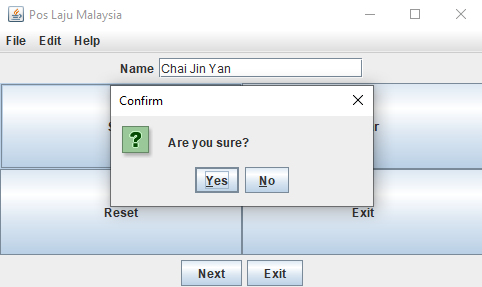 Pos Laju Malaysia
File Edit Help
Name Chai Jin Yan
Confirm
Are you sure?
Yes No
Reset Exit
Next Exit